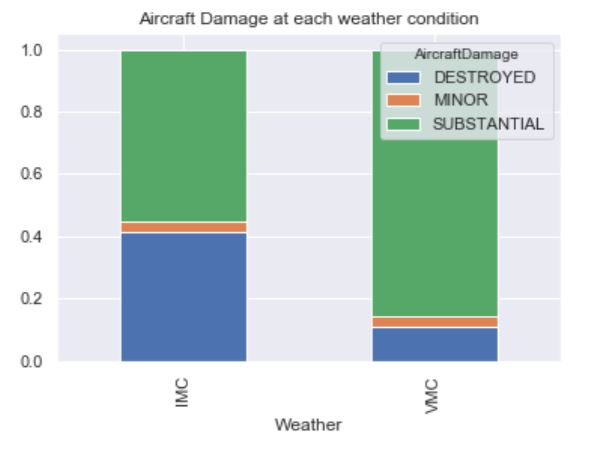 Aircraft Damage at each weather condition
1.0
0.8
0.6
0.4
0.2
0.0
AircraftDamage
DESTROYED
MINOR
SUBSTANTIAL
IMC
VMC
Weather